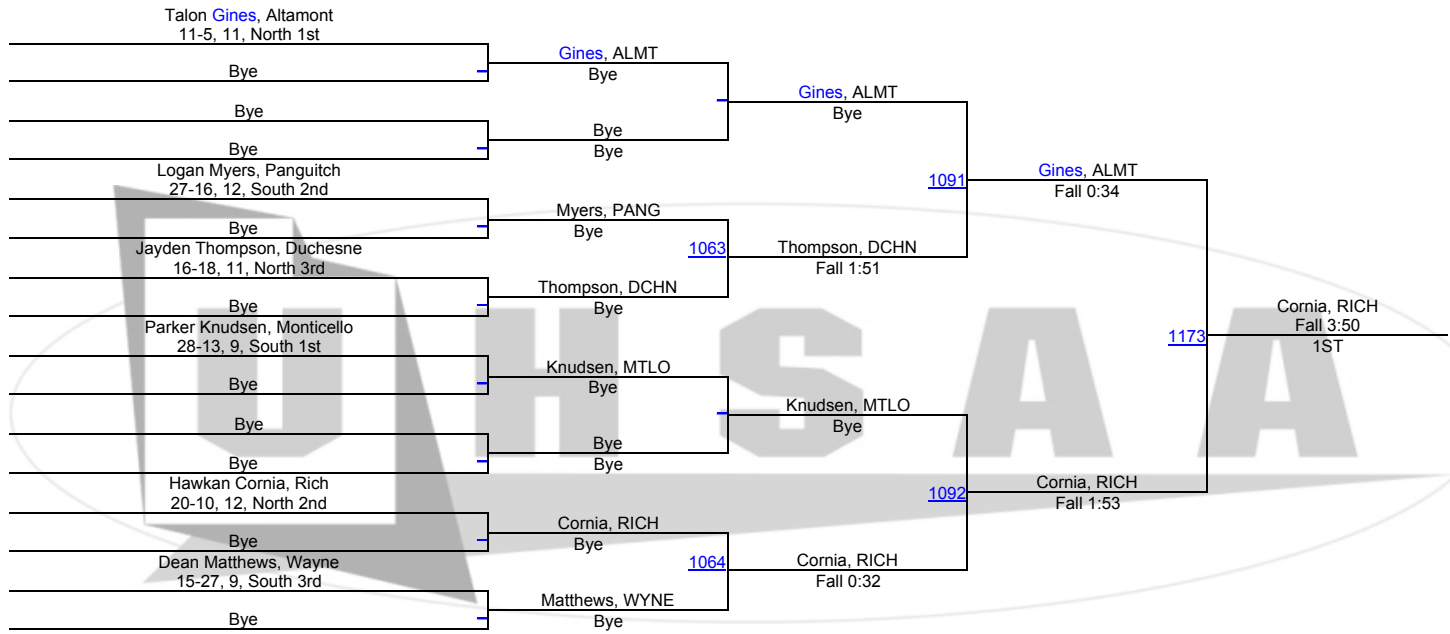 Talon Gines, Altamont
11-5, 11, North 1st
Bye
Bye
Bye
Logan Myers, Panguitch
27-16, 12, South 2nd
Bye
Jayden Thompson, Duchesne
16-18, 11, North 3rd
Bye
Parker Knudsen, Monticello
28-13, 9, South 1st
Bye
Bye
Bye
Hawkan Cornia, Rich
20-10, 12, North 2nd
Bye
Dean Matthews, Wayne
15-27, 9, South 3rd
Bye
Gines, ALMT
Bye
Bye
Bye
Myers, PANG
Bye
1063
Thompson, DCHN
Bye
Knudsen, MTLO
Bye
Bye
Bye
Cornia, RICH
Bye
1064
Matthews, WYNE
Bye
Gines, ALMT
Bye
1091
Thompson, DCHN
Fall 1:51
Knudsen, MTLO
Bye
1092
Cornia, RICH
Fall 0:32
Gines, ALMT
Fall 0:34
1173
Cornia, RICH
Fall 1:53
Cornia, RICH
Fall 3:50
1ST
UHSAA